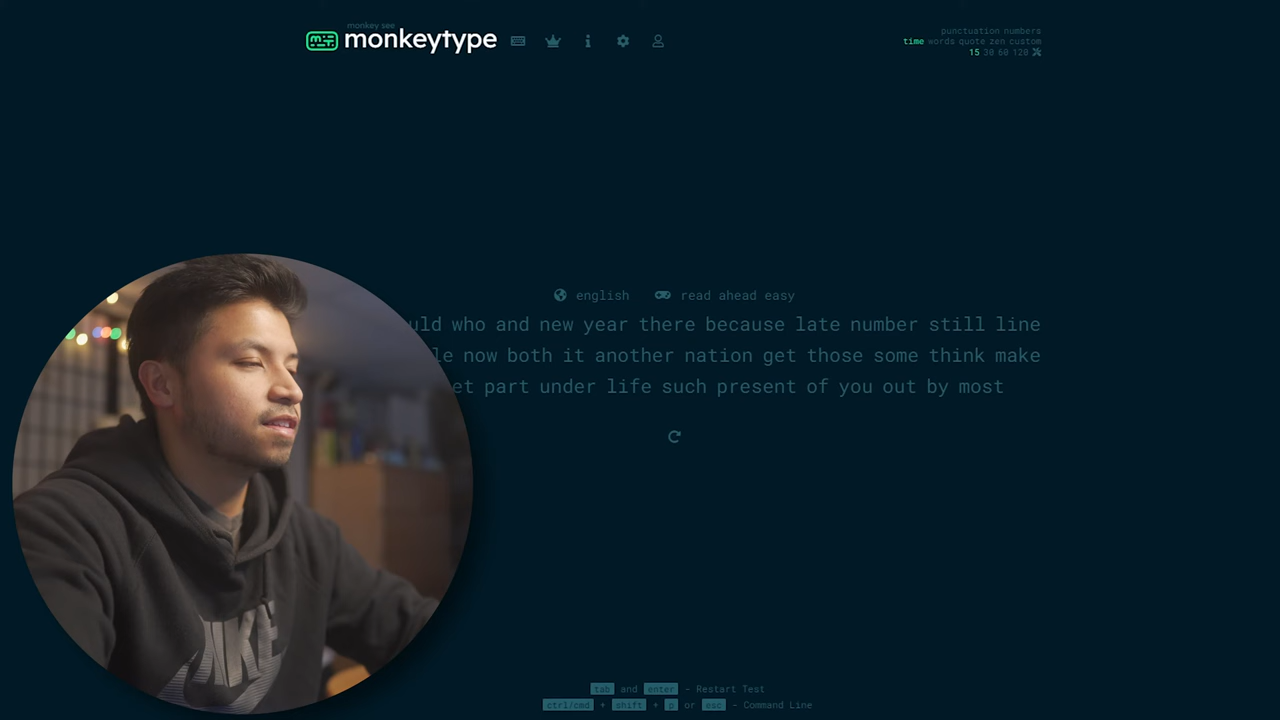 monkey see
monkeytype
punctuation numbers
time words quote zen custom
15 30 60 120
english read ahead easy
who and new year there because late number still line
now both it another nation get those some think make
part under life such present of you out by most
NIKE
tab and enter - Restart Test
ctrl/cmd + shift + p or esc - Command Line